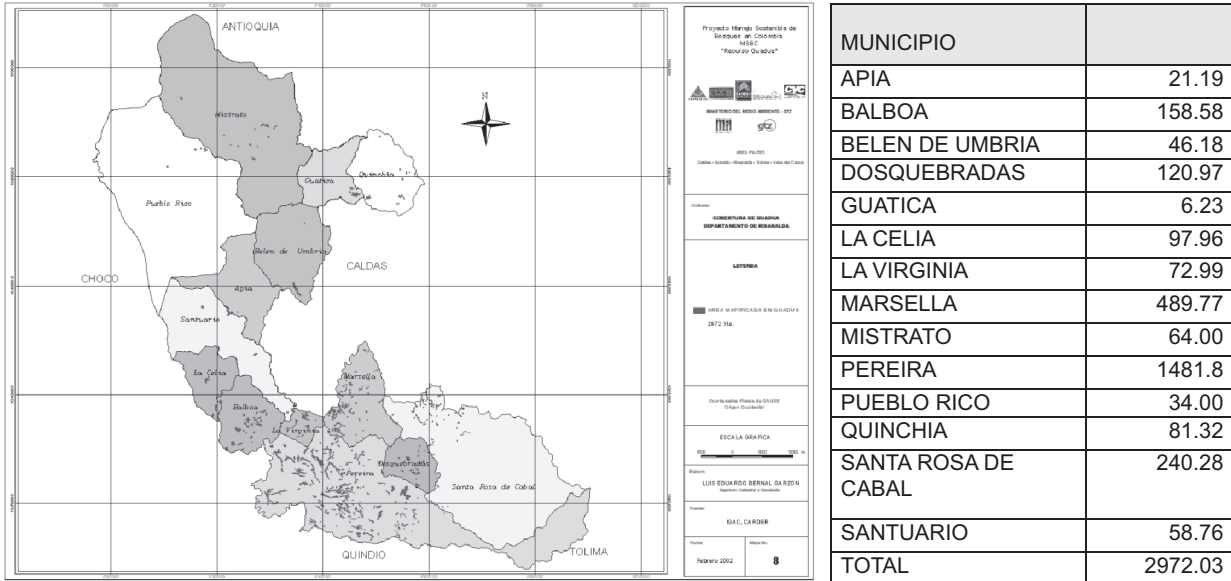 ANTIOQUIA
Mistrato
Guatica
Quinchia
Pueblo Rico
Belen de Umbria
CALDAS
CHOCO
Apia
Santuario
La Celia
Marsella
Balboa
La Virginia
Dosquebradas
Pereira
Santa Rosa de Cabal
QUINDIO
TOLIMA
N
Proyecto Manejo Sostenible de
Bosques en Colombia
MSBC
"Recurso Guadua"
MINISTERIO DEL MEDIO AMBIENTE - GTZ
gtz
AREA PILOTO
Caldas - Quindio - Risaralda - Tolima - Valle del Cauca
Contiene:
COBERTURA DE GUADUA
DEPARTAMENTO DE RISARALDA
LEYENDA
AREA MAPIFICADA EN GUADUA
2972 Ha.
Coordenadas Planas de GAUSS
Origen Occidental
ESCALA GRAFICA
Elaboro:
LUIS EDUARDO BERNAL GARZON
Ingeniero Catastral y Geodesta
Fuente:
IGAC, CARDER
Fecha:
Febrero 2002
Mapa No.
8
MUNICIPIO
APIA 21.19
BALBOA 158.58
BELEN DE UMBRIA 46.18
DOSQUEBRADAS 120.97
GUATICA 6.23
LA CELIA 97.96
LA VIRGINIA 72.99
MARSELLA 489.77
MISTRATO 64.00
PEREIRA 1481.8
PUEBLO RICO 34.00
QUINCHIA 81.32
SANTA ROSA DE 240.28
CABAL
SANTUARIO 58.76
TOTAL 2972.03